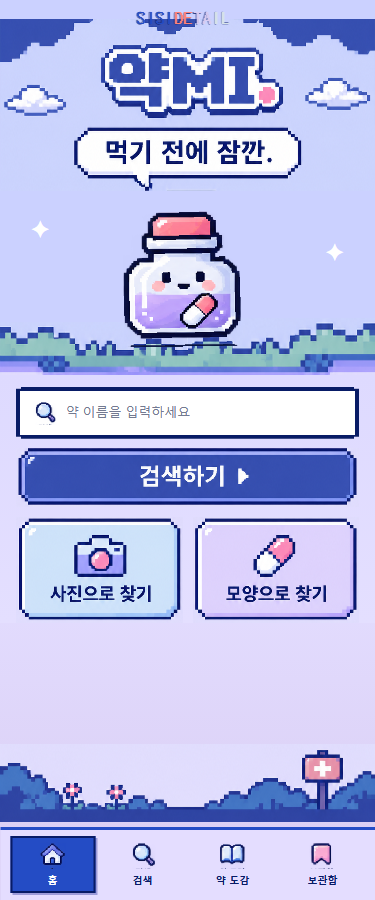 SISIDETAIL
약MI.
먹기 전에 잠깐.
약 이름을 입력하세요
검색하기
사진으로 찾기
모양으로 찾기
홈
검색
약 도감
보관함